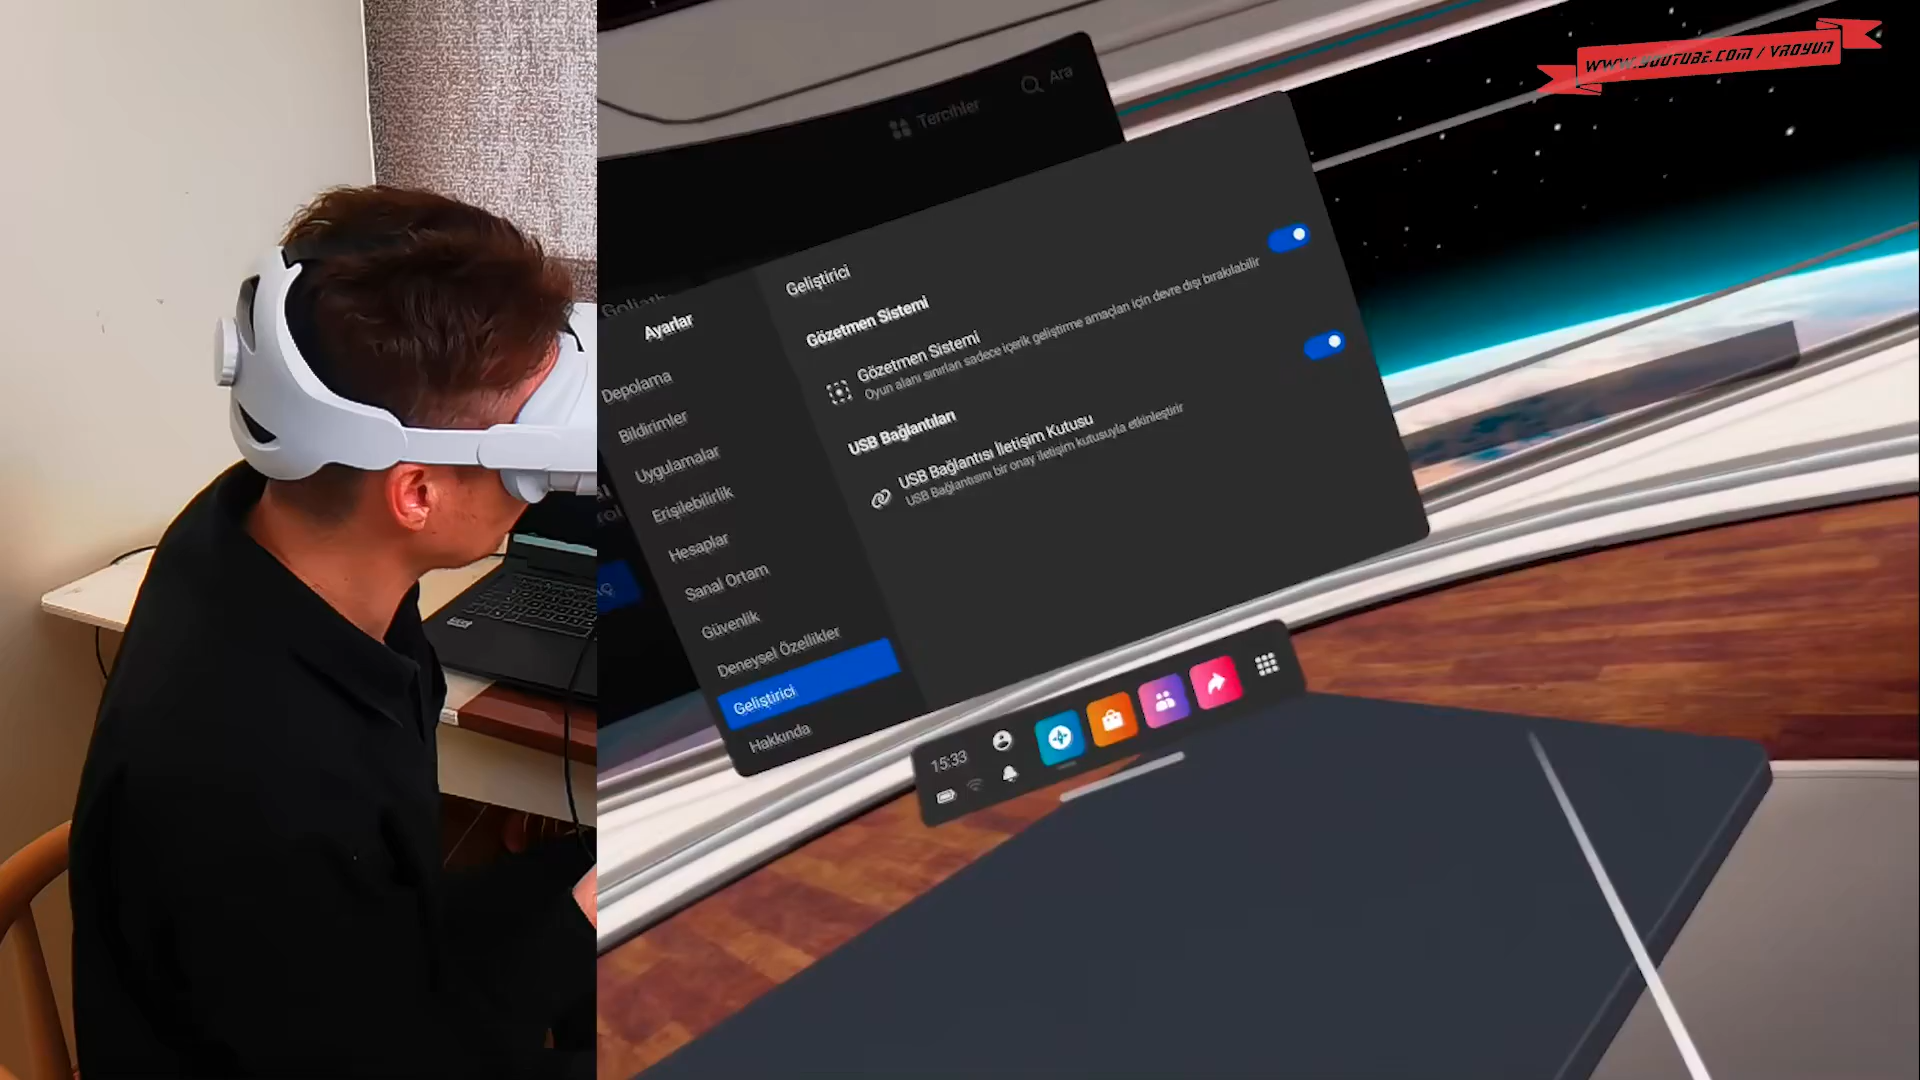 WWW.YOUTUBE.COM / VROYUN
Ara
Tercihler
Ayarlar
Depolama
Bildirimler
Uygulamalar
Erişilebilirlik
Hesaplar
Sanal Ortam
Güvenlik
Deneysel Özellikler
Geliştirici
Hakkında
Geliştirici
Gözetmen Sistemi
Gözetmen Sistemi
Oyun alanı sınırları sadece içerik geliştirme amaçları için devre dışı bırakılabilir
USB Bağlantıları
USB Bağlantısı İletişim Kutusu
USB Bağlantısını bir onay iletişim kutusuyla etkinleştirir
15:33